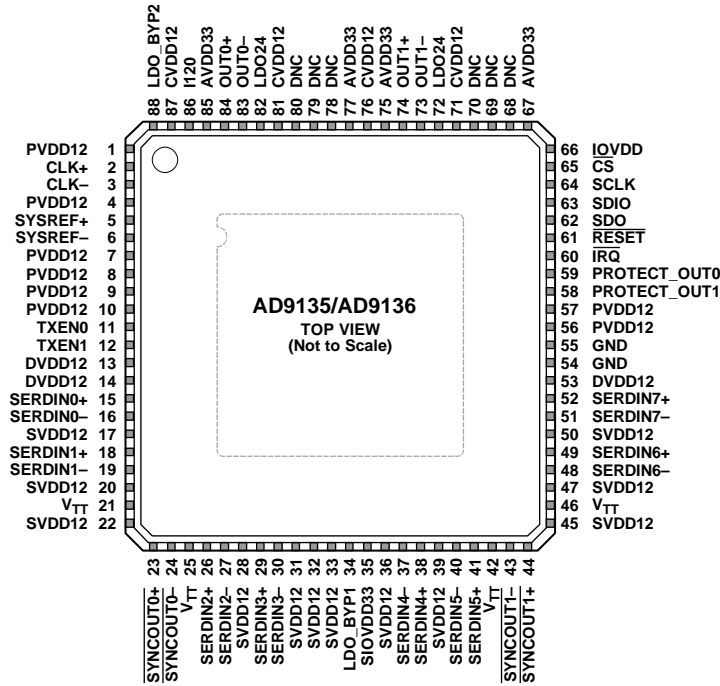 88 LDO_BYP2
87 CVDD12
86 I120
85 AVDD33
84 OUT0+
83 OUT0–
82 LDO24
81 CVDD12
80 DNC
79 DNC
78 DNC
77 AVDD33
76 CVDD12
75 AVDD33
74 OUT1+
73 OUT1–
72 LDO24
71 CVDD12
70 DNC
69 DNC
68 DNC
67 AVDD33
PVDD12 1
CLK+ 2
CLK– 3
PVDD12 4
SYSREF+ 5
SYSREF– 6
PVDD12 7
PVDD12 8
PVDD12 9
PVDD12 10
TXEN0 11
TXEN1 12
DVDD12 13
DVDD12 14
SERDIN0+ 15
SERDIN0– 16
SVDD12 17
SERDIN1+ 18
SERDIN1– 19
SVDD12 20
VTT 21
SVDD12 22
AD9135/AD9136
TOP VIEW
(Not to Scale)
66 IOVDD
65 CS
64 SCLK
63 SDIO
62 SDO
61 RESET
60 IRQ
59 PROTECT_OUT0
58 PROTECT_OUT1
57 PVDD12
56 PVDD12
55 GND
54 GND
53 DVDD12
52 SERDIN7+
51 SERDIN7–
50 SVDD12
49 SERDIN6+
48 SERDIN6–
47 SVDD12
46 VTT
45 SVDD12
SYNCOUT0+ 23
SYNCOUT0– 24
VTT 25
SERDIN2+ 26
SERDIN2– 27
SVDD12 28
SERDIN3+ 29
SERDIN3– 30
SVDD12 31
SVDD12 32
SVDD12 33
LDO_BYP1 34
SIOVDD33 35
SVDD12 36
SERDIN4– 37
SERDIN4+ 38
SVDD12 39
SERDIN5– 40
SERDIN5+ 41
VTT 42
SYNCOUT1– 43
SYNCOUT1+ 44